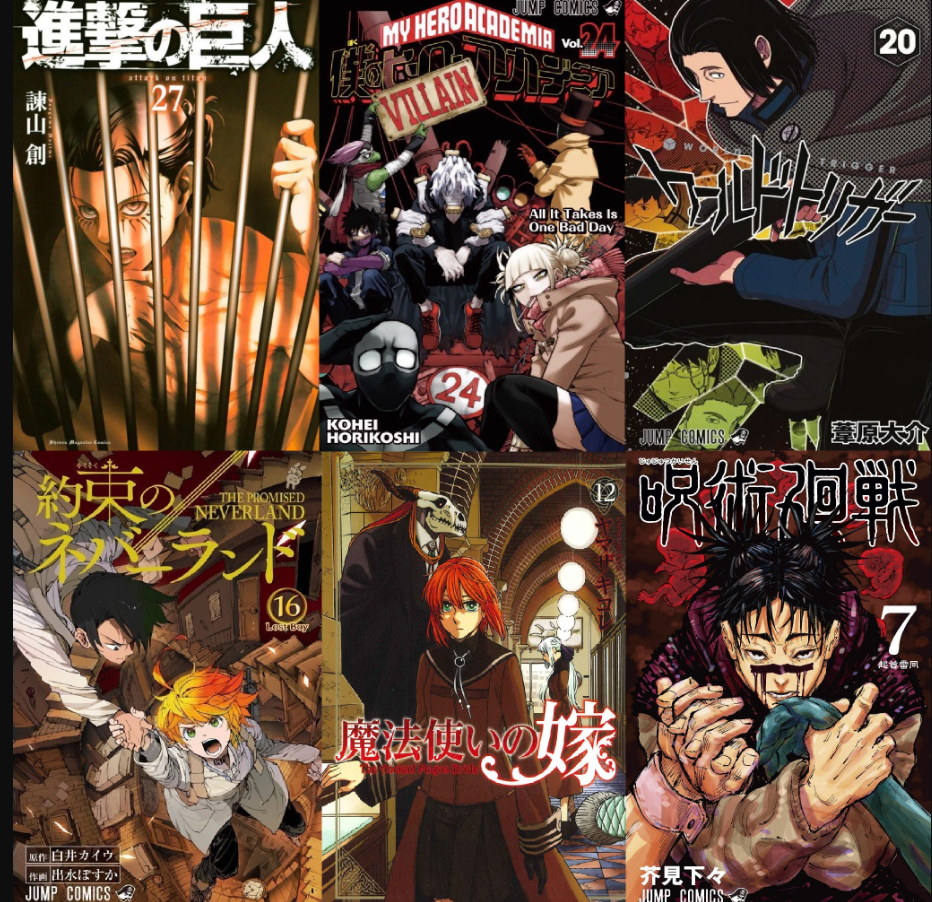 進撃の巨人
attack on titan
27
諫山創
Shonen Magazine Comics
JUMP COMICS
MY HERO ACADEMIA
Vol.24
僕のヒーローアカデミア
VILLAIN
All It Takes Is
One Bad Day
24
KOHEI
HORIKOSHI
20
WORLD TRIGGER
ワールドトリガー
JUMP COMICS
葦原大介
約束の
ネバーランド
THE PROMISED
NEVERLAND
16
Lost Boy
原作 白井カイウ
作画 出水ぽすか
JUMP COMICS
12
ヤマザキコレ
魔法使いの嫁
じゅじゅつかいせん
呪術廻戦
7
起首雷同
芥見下々
JUMP COMICS